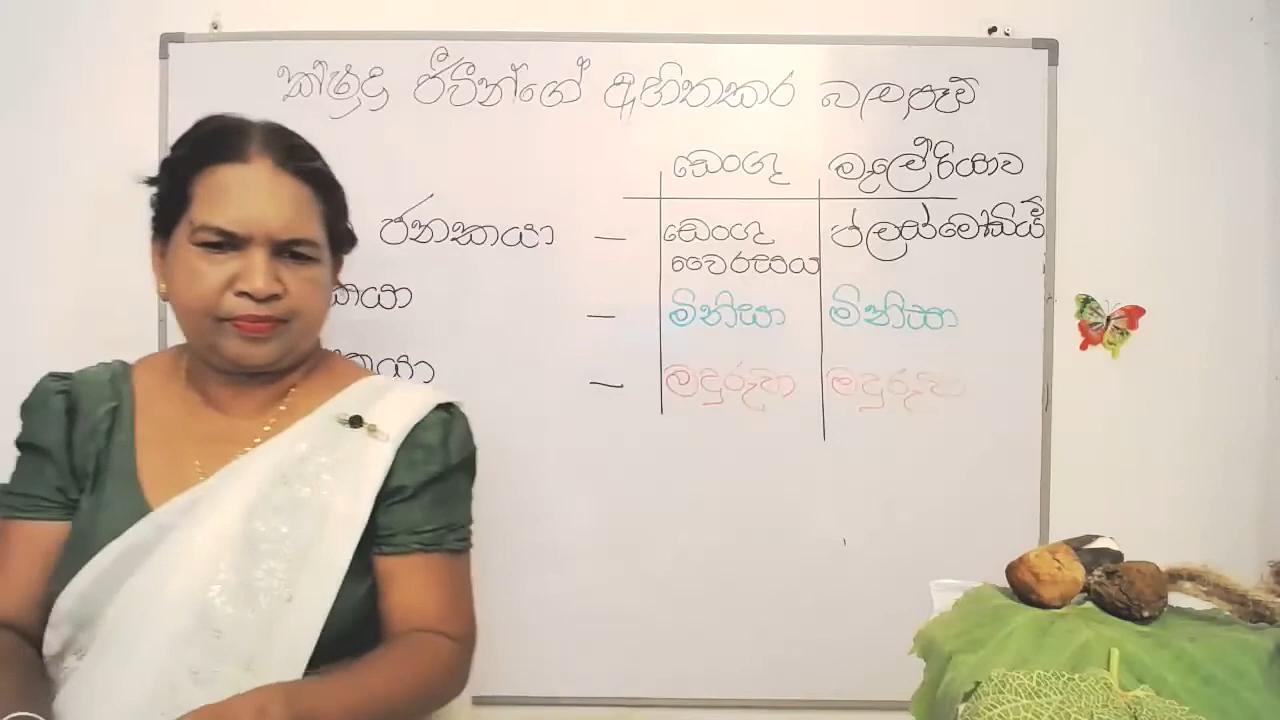 ක්ෂුද්‍ර ජීවීන්ගේ අහිතකර බලපෑම්
ඩෙංගු මැලේරියාව
ජනකයා – ඩෙංගු ප්ලාස්මෝඩියම්
වෛරසය
– මිනිසා මිනිසා
– මදුරුවා මදුරුවා